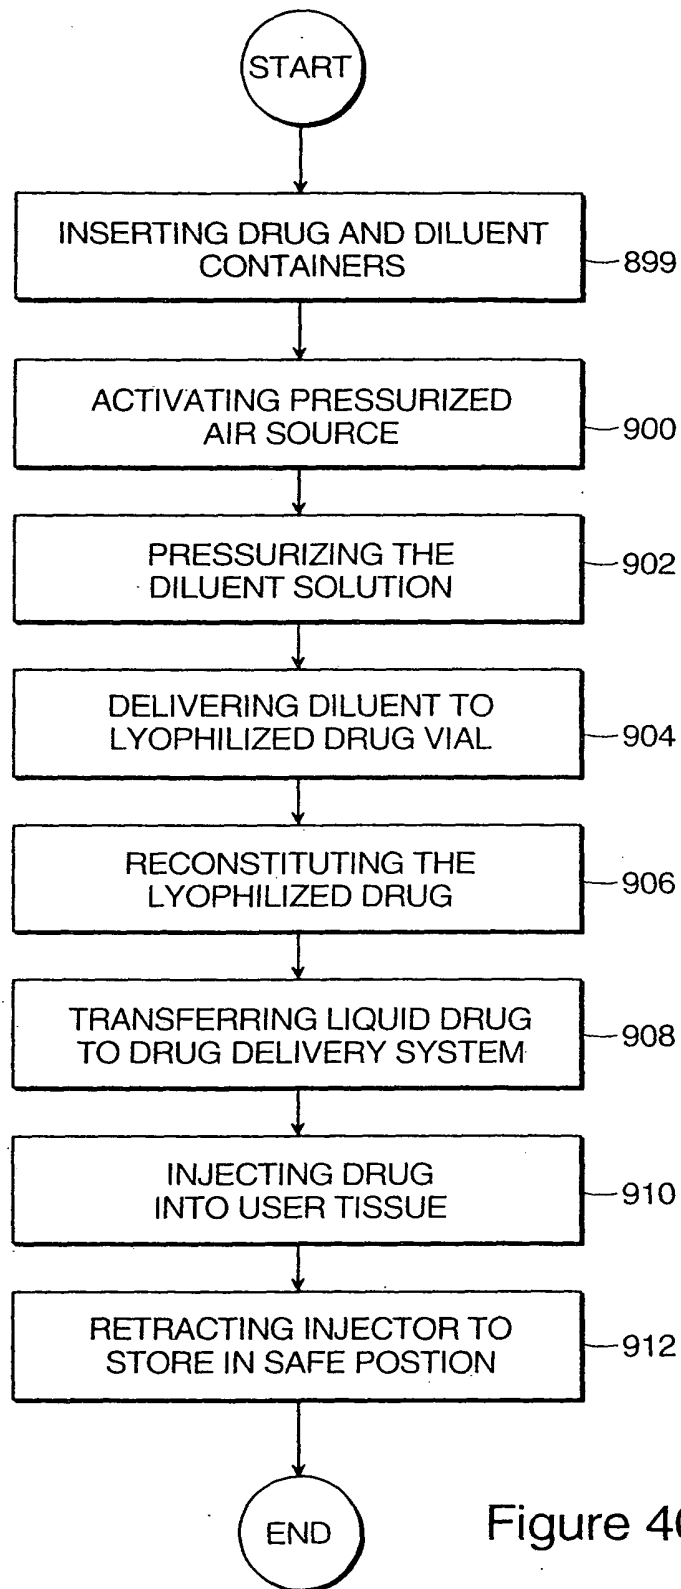 START
INSERTING DRUG AND DILUENT
CONTAINERS
899
ACTIVATING PRESSURIZED
AIR SOURCE
900
PRESSURIZING THE
DILUENT SOLUTION
902
DELIVERING DILUENT TO
LYOPHILIZED DRUG VIAL
904
RECONSTITUTING THE
LYOPHILIZED DRUG
906
TRANSFERRING LIQUID DRUG
TO DRUG DELIVERY SYSTEM
908
INJECTING DRUG
INTO USER TISSUE
910
RETRACTING INJECTOR TO
STORE IN SAFE POSTION
912
END
Figure